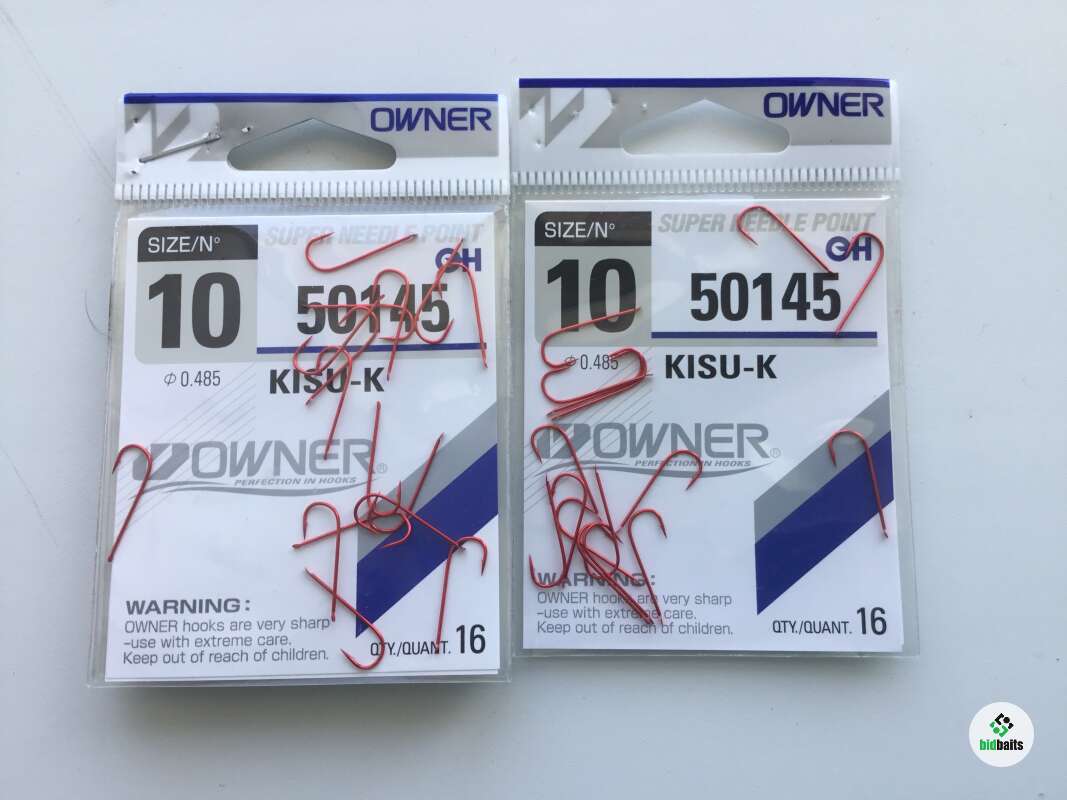 OWNER
SIZE/N°
SUPER NEEDLE POINT
10
50145
Φ 0.485
KISU-K
OWNER®
PERFECTION IN HOOKS
WARNING:
OWNER hooks are very sharp
-use with extreme care.
Keep out of reach of children.
QTY./QUANT. 16
OWNER
SIZE/N°
SUPER NEEDLE POINT
OH
10
50145
Φ 0.485
KISU-K
OWNER®
PERFECTION IN HOOKS
WARNING:
OWNER hooks are very sharp
-use with extreme care.
Keep out of reach of children.
QTY./QUANT. 16
bidbaits